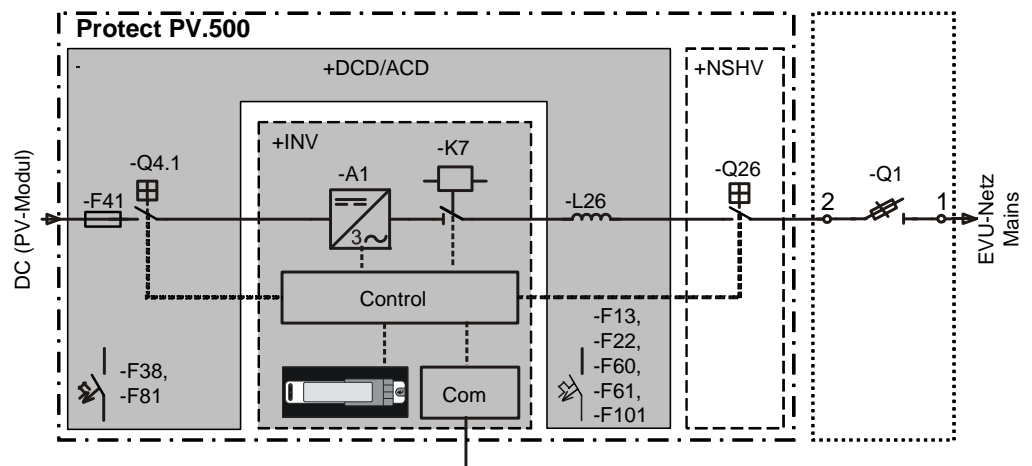 Protect PV.500
-
+DCD/ACD
+NSHV
+INV
-Q4.1
-K7
-A1
-Q26
-Q1
-F41
-L26
2
1
3
DC (PV-Modul)
EVU-Netz
Mains
Control
-F38,
-F81
Com
-F13,
-F22,
-F60,
-F61,
-F101